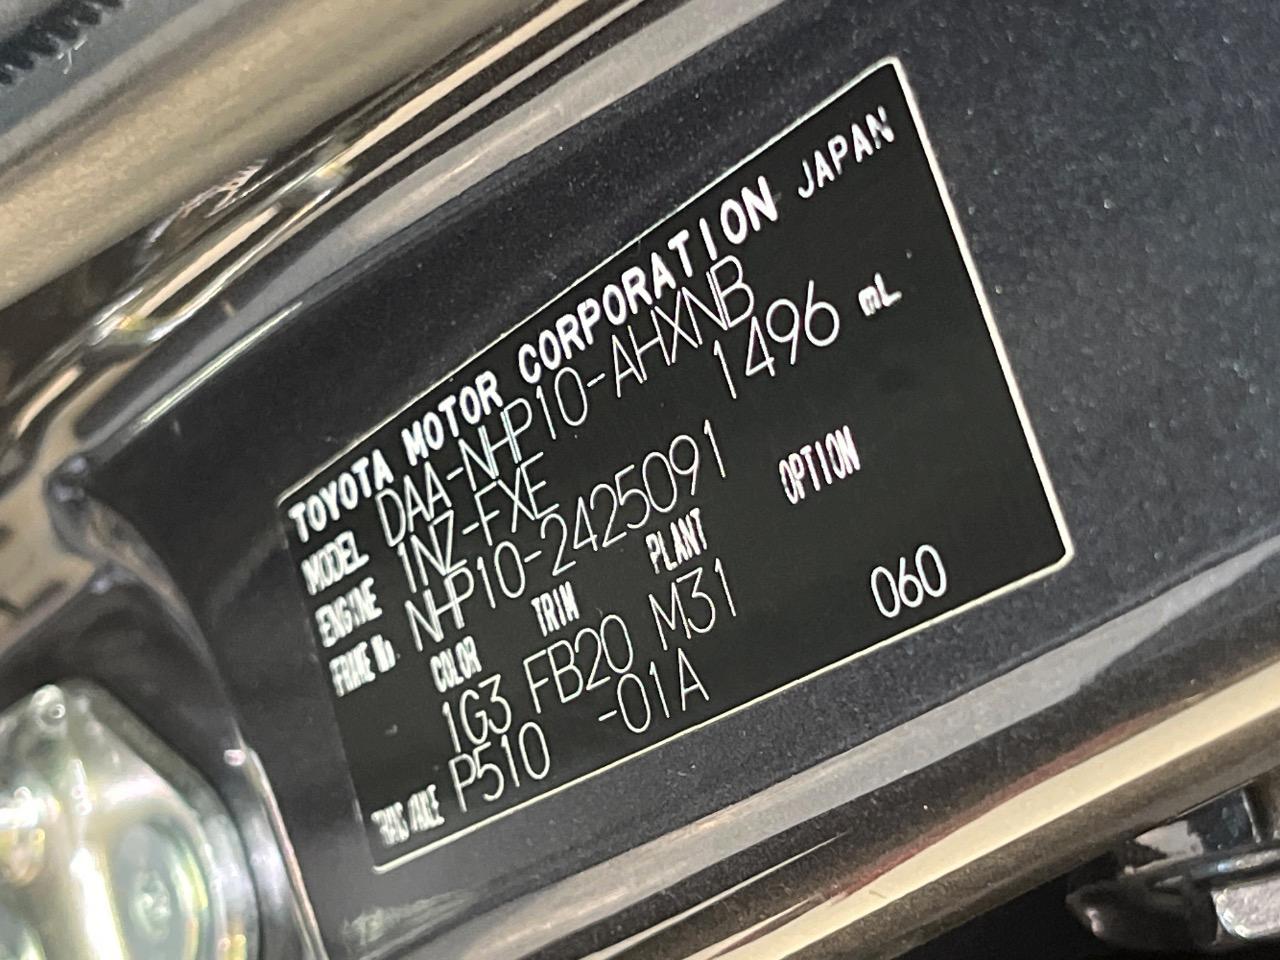 TOYOTA MOTOR CORPORATION JAPAN
MODEL DAA-NHP10-AHXNB
ENGINE 1NZ-FXE 1496 mL
FRAME No NHP10-2425091
COLOR TRIM PLANT OPTION
1G3 FB20 M31 060
TRANS AXLE P510 -01A